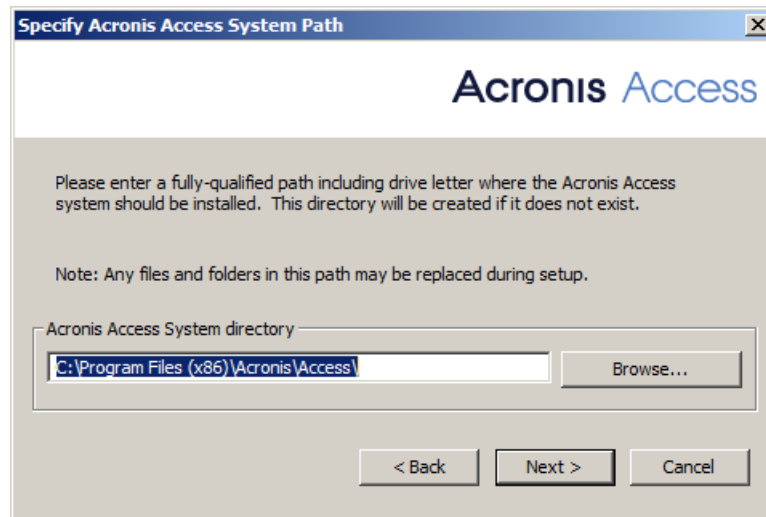 Specify Acronis Access System Path
Acronis Access
Please enter a fully-qualified path including drive letter where the Acronis Access
system should be installed.  This directory will be created if it does not exist.
Note: Any files and folders in this path may be replaced during setup.
Acronis Access System directory
C:\Program Files (x86)\Acronis\Access\
Browse...
< Back
Next >
Cancel